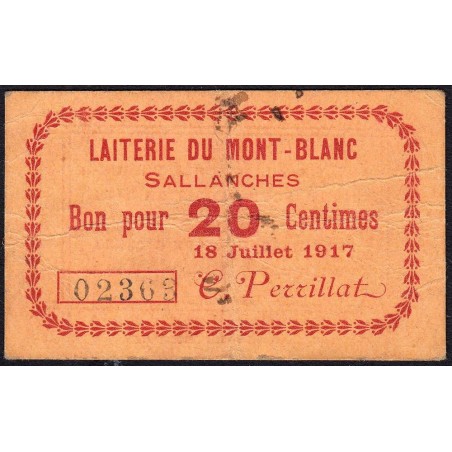 LAITERIE DU MONT-BLANC
SALLANCHES
Bon pour 20 Centimes
18 Juillet 1917
02369 C Perrillat